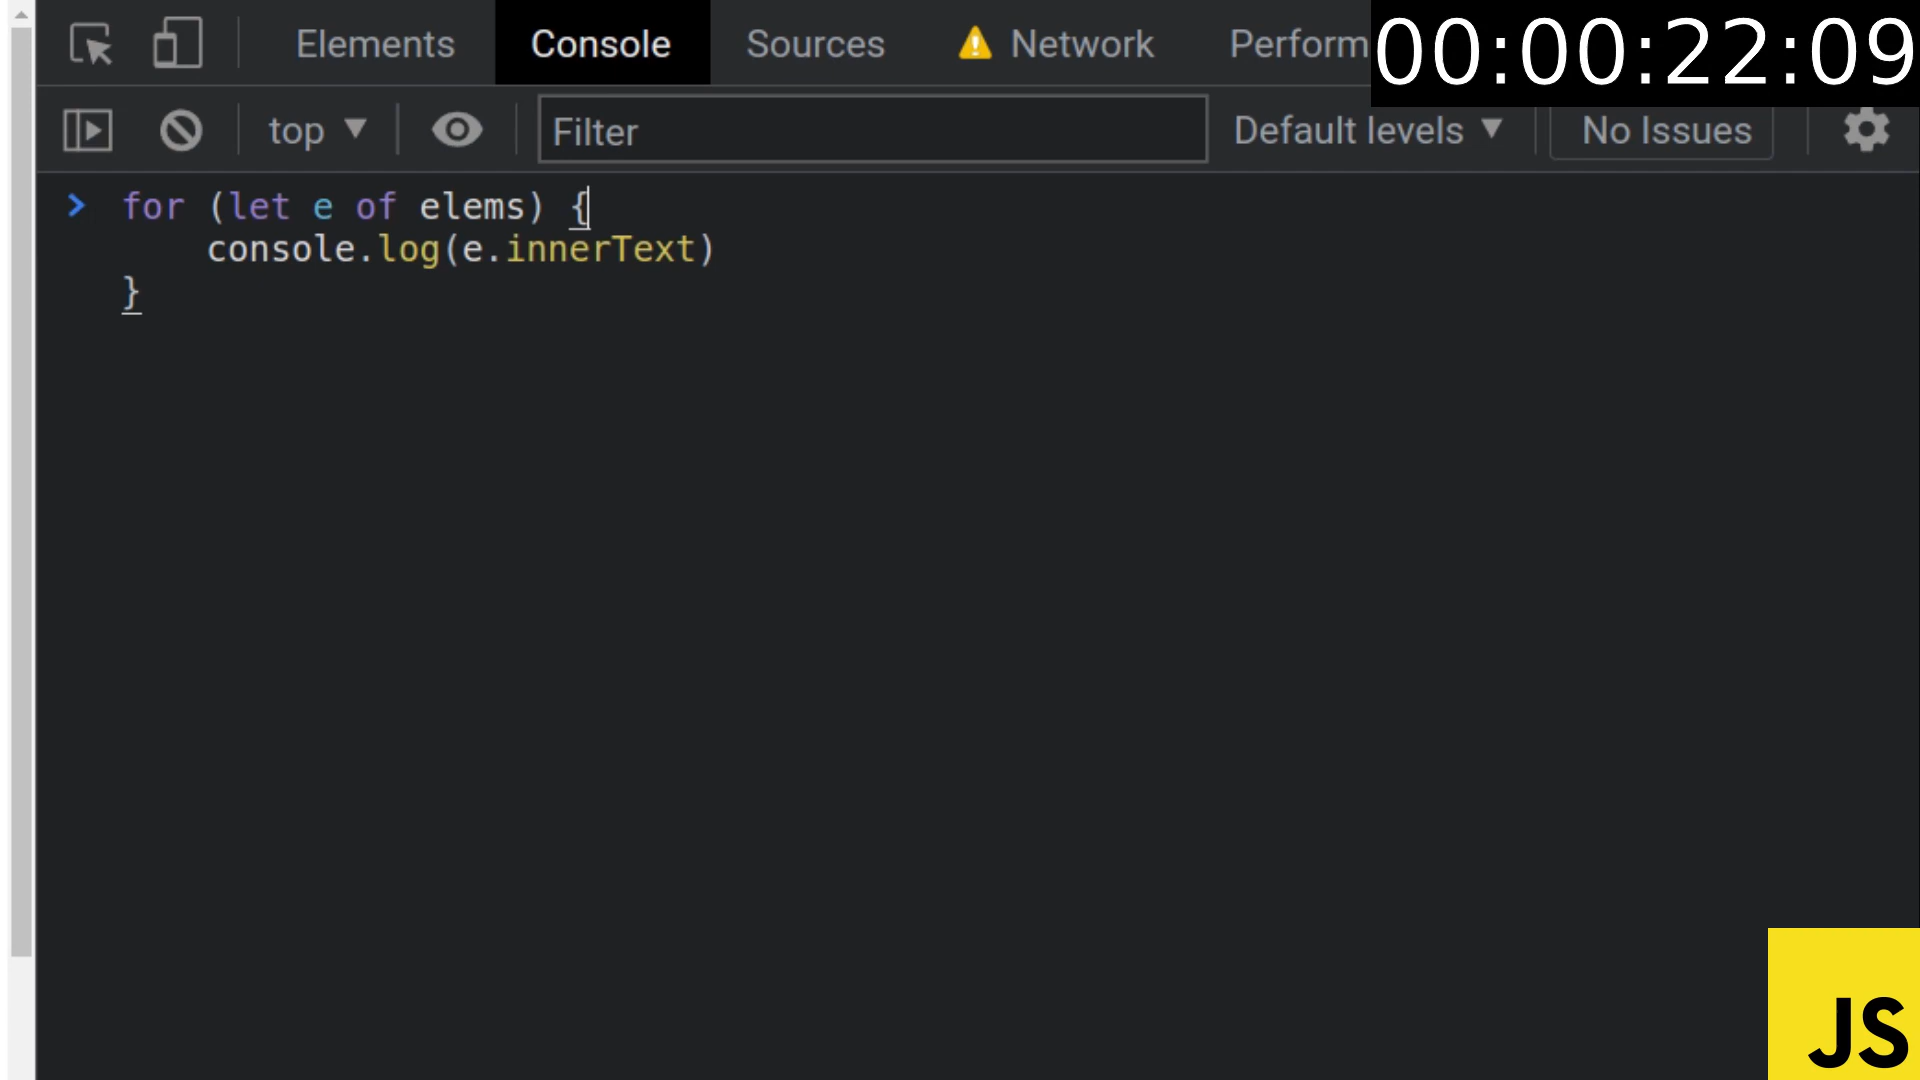 Elements Console Sources Network Perform
00:00:22:09
top Filter Default levels No Issues
for (let e of elems) {
    console.log(e.innerText)
}
JS